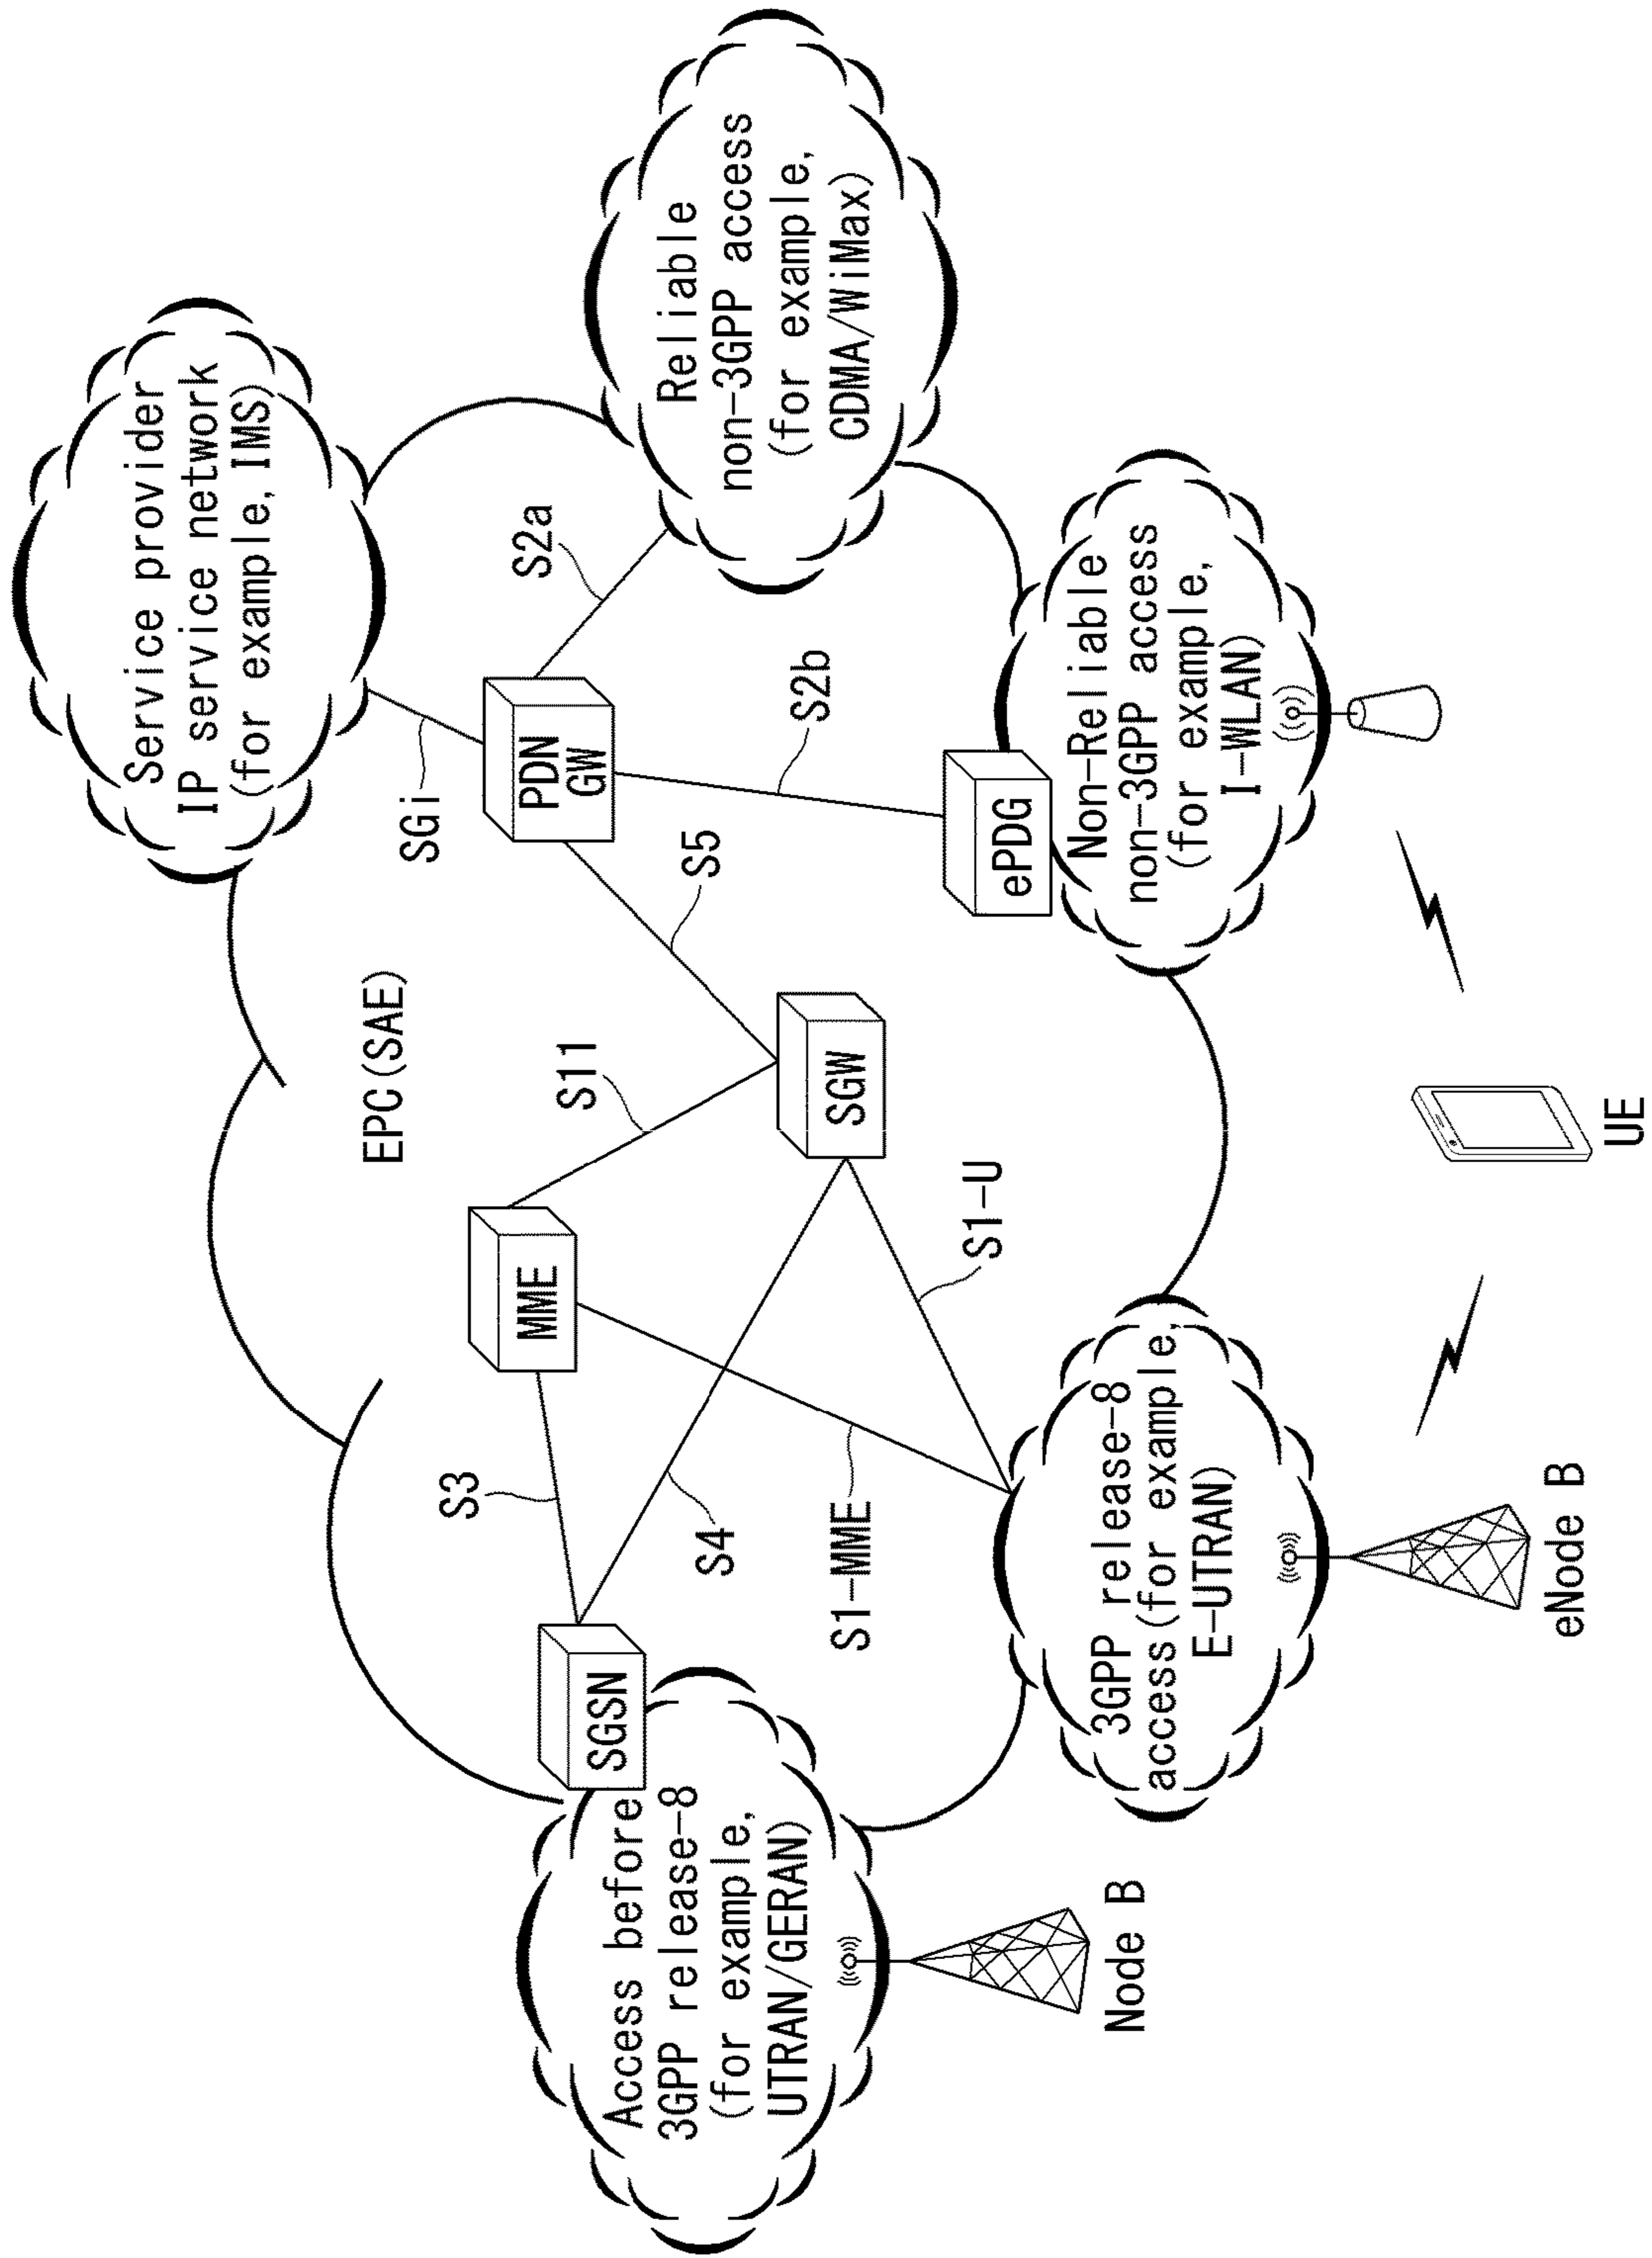 Service provider
IP service network
(for example, IMS)
EPC(SAE)
SGi
S2a
PDN
GW
Reliable
non-3GPP access
(for example,
CDMA/WiMax)
S3
MME
S11
S5
S2b
SGSN
S4
SGW
Access before
3GPP release-8
(for example,
UTRAN/GERAN)
S1-MME
S1-U
ePDG
3GPP release-8
access(for example,
E-UTRAN)
Non-Reliable
non-3GPP access
(for example,
I-WLAN)
Node B
eNode B
UE